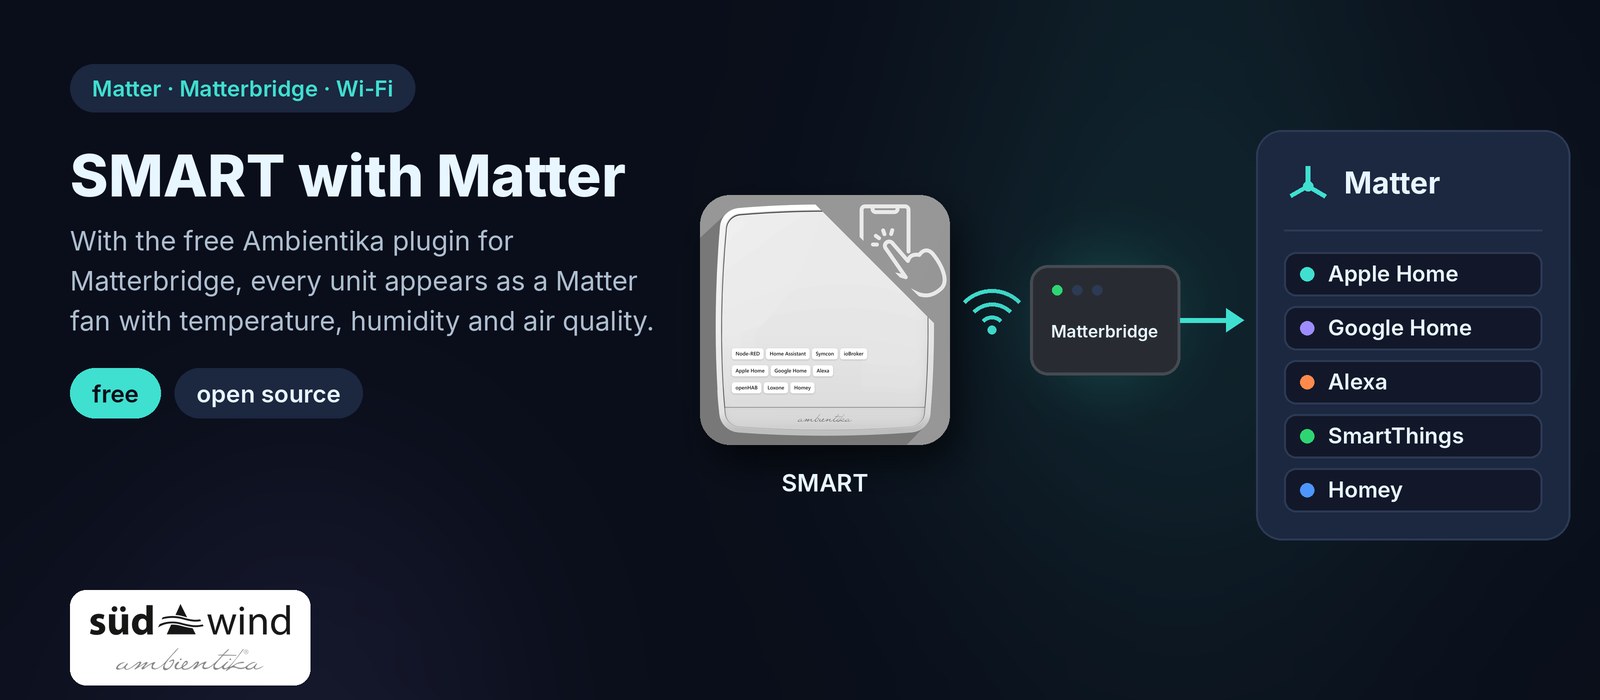 Matter · Matterbridge · Wi-Fi
SMART with Matter
With the free Ambientika plugin for
Matterbridge, every unit appears as a Matter
fan with temperature, humidity and air quality.
free
open source
Node-RED
Home Assistant
Symcon
ioBroker
Apple Home
Google Home
Alexa
openHAB
Loxone
Homey
ambientika
SMART
Matterbridge
Matter
Apple Home
Google Home
Alexa
SmartThings
Homey
süd wind
ambientika®